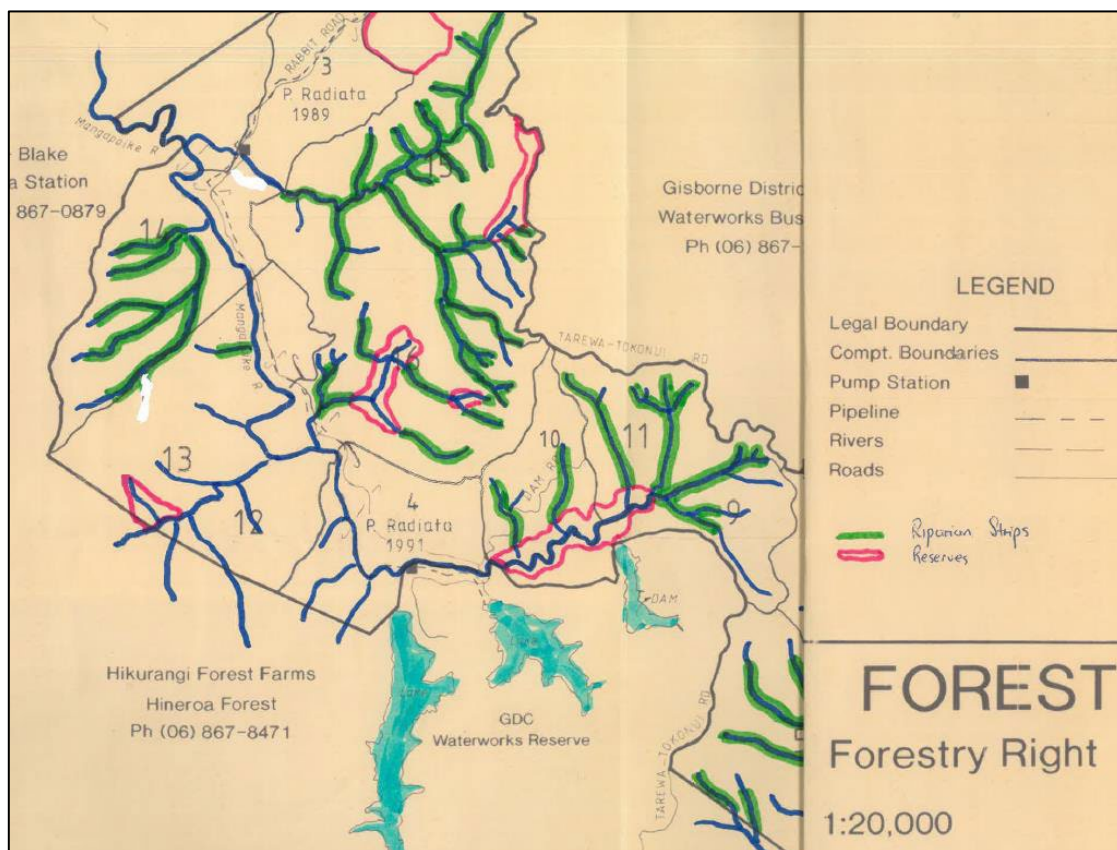 RABBIT ROAD
3
P. Radiata
1989
Mangapoike R
Blake
a Station
867-0879
15
14
Gisborne Distric
Waterworks Bus
Ph (06) 867-
LEGEND
Legal Boundary
Compt. Boundaries
Pump Station
Pipeline
Rivers
Roads
Riparian Strips
Reserves
TAREWA-TOKONUI RD
10
11
DAM RD
9
13
12
4
P. Radiata
1991
DAM
Hikurangi Forest Farms
Hineroa Forest
Ph (06) 867-8471
GDC
Waterworks Reserve
TAREWA-TOKONUI RD
FOREST
Forestry Right
1:20,000